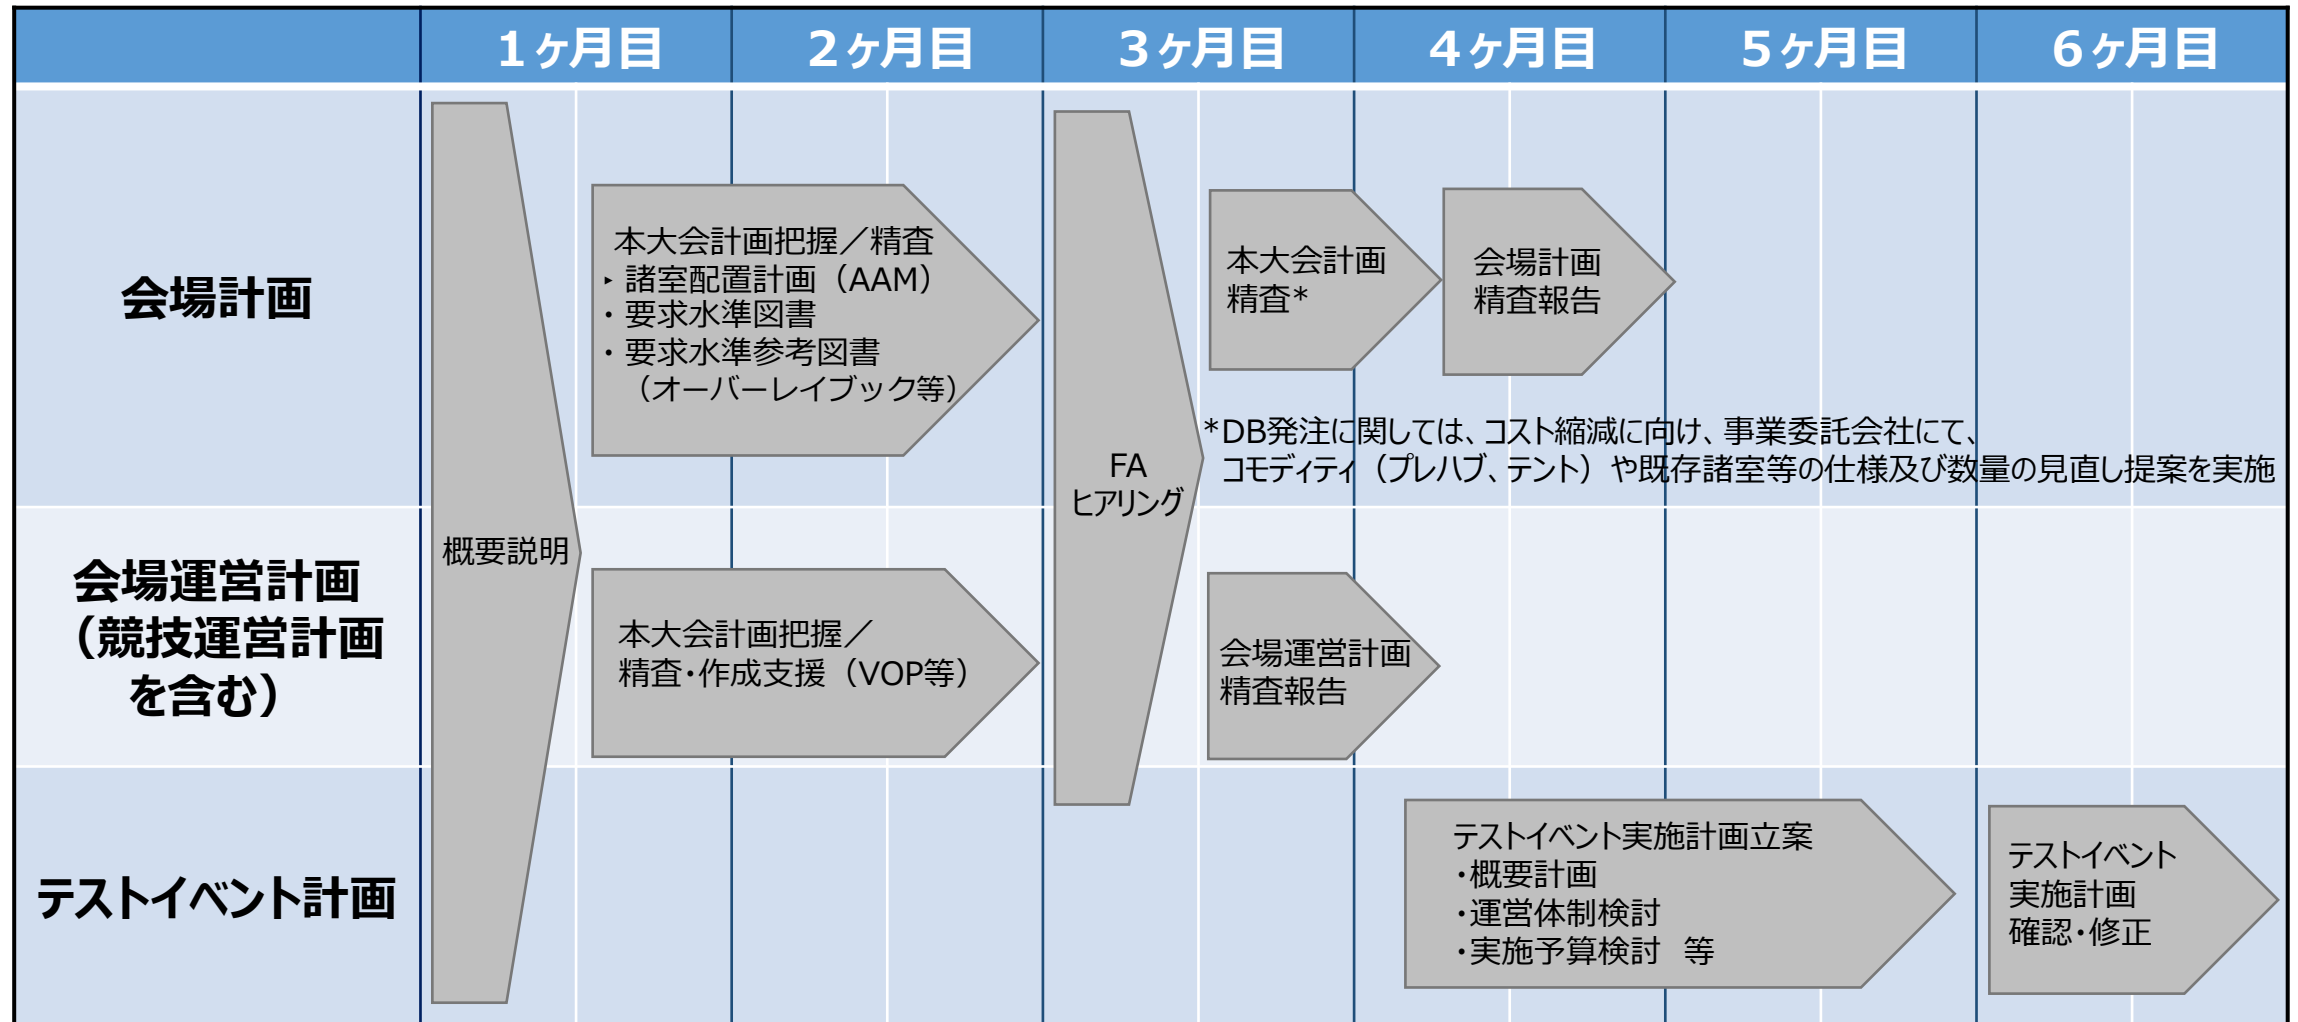 1ヶ月目
2ヶ月目
3ヶ月目
4ヶ月目
5ヶ月目
6ヶ月目
会場計画
概要説明
本大会計画把握／精査
‣ 諸室配置計画（AAM）
・ 要求水準図書
・ 要求水準参考図書
（オーバーレイブック等）
FA
ヒアリング
本大会計画
精査*
会場計画
精査報告
*DB発注に関しては、コスト縮減に向け、事業委託会社にて、
コモディティ（プレハブ、テント）や既存諸室等の仕様及び数量の見直し提案を実施
会場運営計画
（競技運営計画
を含む）
本大会計画把握／
精査・作成支援（VOP等）
会場運営計画
精査報告
テストイベント計画
テストイベント実施計画立案
・概要計画
・運営体制検討
・実施予算検討　等
テストイベント
実施計画
確認・修正